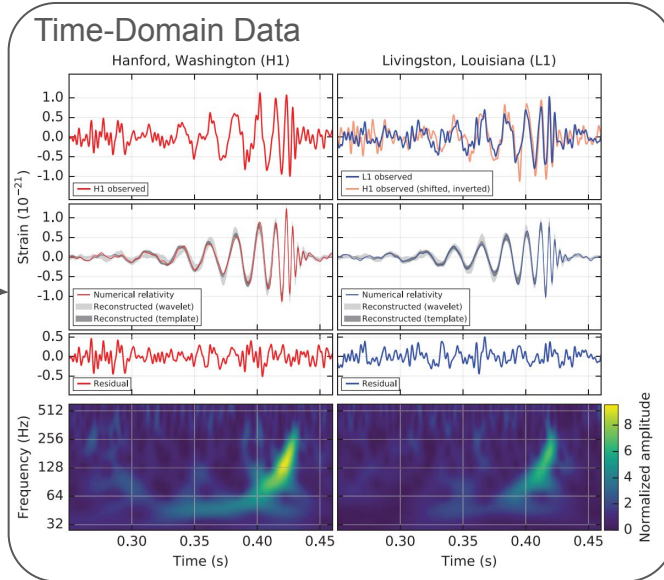 Time-Domain Data
Hanford, Washington (H1)
Livingston, Louisiana (L1)
Strain (10⁻²¹)
1.0
0.5
0.0
-0.5
-1.0
H1 observed
L1 observed
H1 observed (shifted, inverted)
1.0
0.5
0.0
-0.5
-1.0
Numerical relativity
Reconstructed (wavelet)
Reconstructed (template)
Numerical relativity
Reconstructed (wavelet)
Reconstructed (template)
0.5
0.0
-0.5
Residual
Residual
Frequency (Hz)
512
256
128
64
32
Normalized amplitude
8
6
4
2
0
0.30 0.35 0.40 0.45
0.30 0.35 0.40 0.45
Time (s)
Time (s)